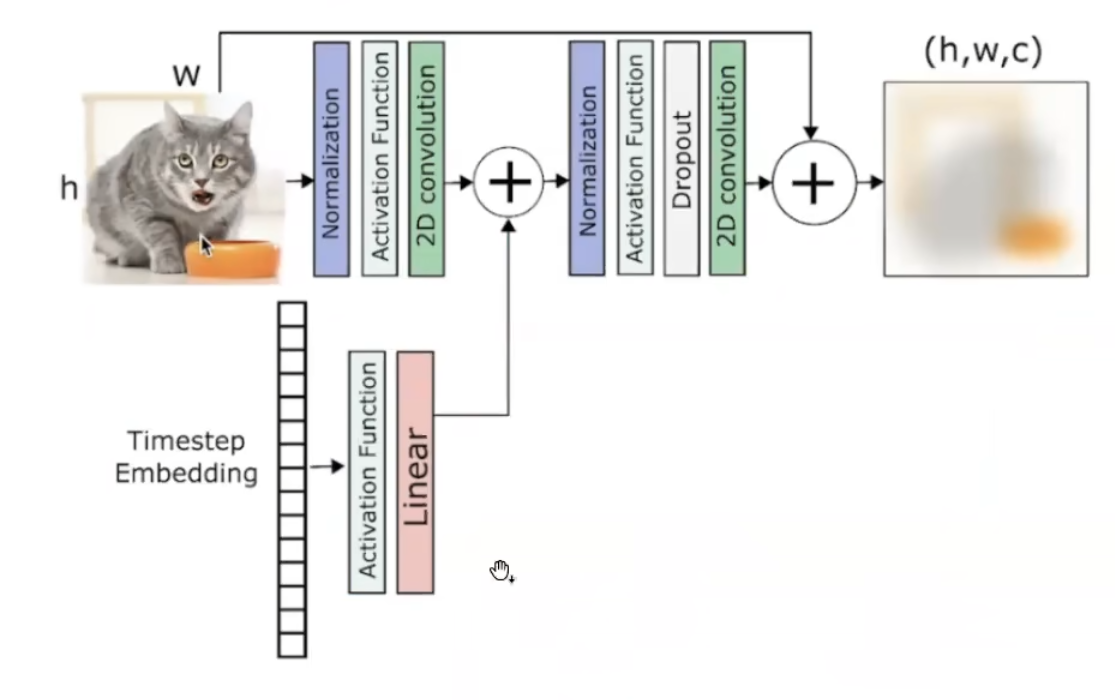 (h,w,c)
w
h
Normalization
Activation Function
2D convolution
+
Normalization
Activation Function
Dropout
2D convolution
+
Timestep
Embedding
Activation Function
Linear